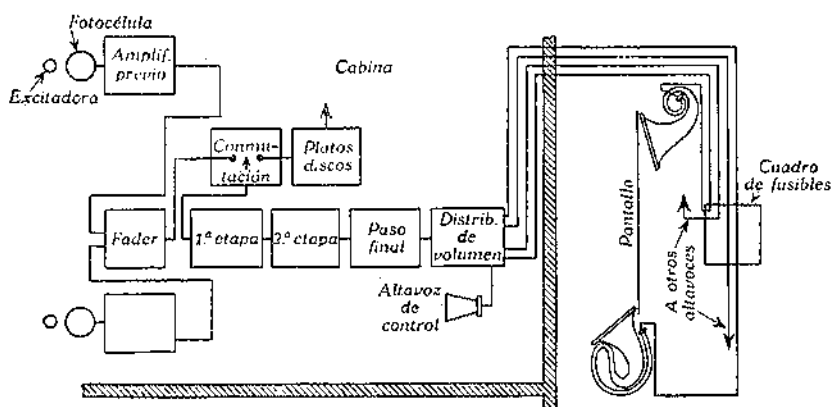 Fotocélula
Amplif.
previo
Excitadora
Cabina
Conmu-
tación
Platos
discos
Fader
1.ª etapa
2.ª etapa
Paso
final
Distrib.
de
volumen
Altavoz
de
control
Pantalla
Cuadro
de fusibles
A otros
altavoces